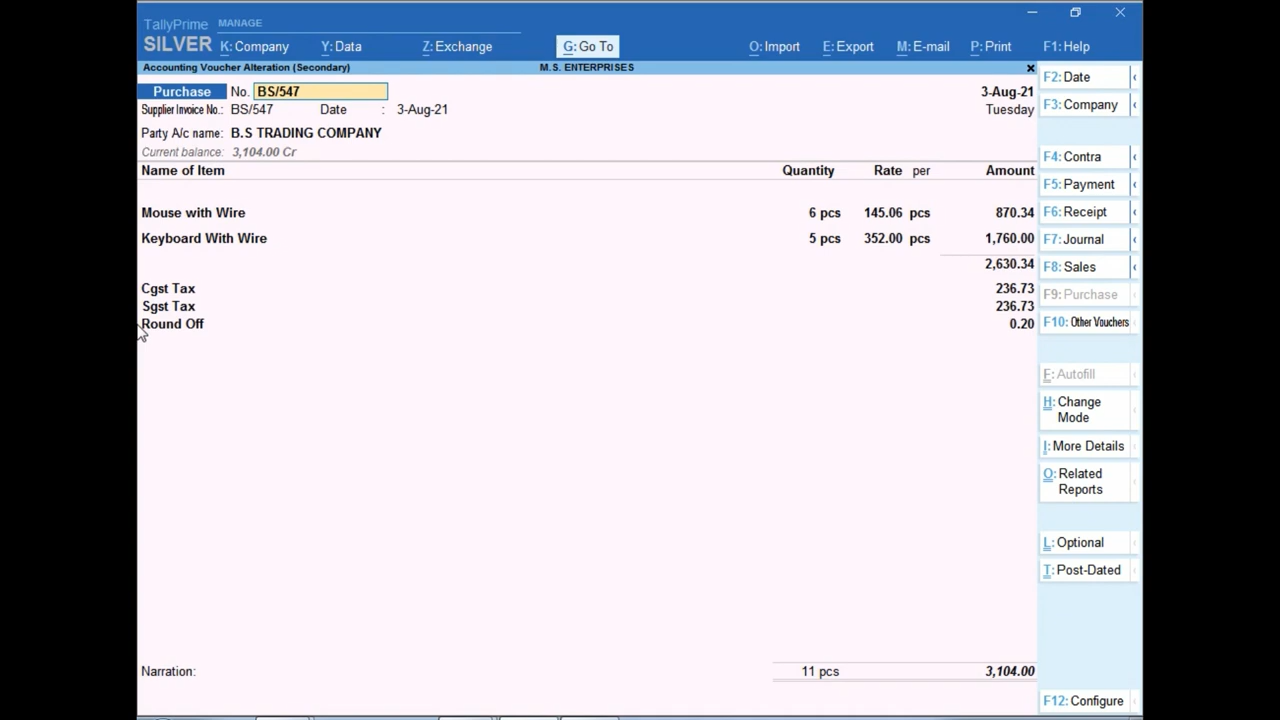 TallyPrime MANAGE
SILVER K: Company Y: Data Z: Exchange G: Go To O: Import E: Export M: E-mail P: Print F1: Help
Accounting Voucher Alteration (Secondary) M.S. ENTERPRISES
Purchase No. BS/547 3-Aug-21
Supplier Invoice No.: BS/547 Date : 3-Aug-21 Tuesday
Party A/c name: B.S TRADING COMPANY
Current balance: 3,104.00 Cr
Name of Item Quantity Rate per Amount
Mouse with Wire 6 pcs 145.06 pcs 870.34
Keyboard With Wire 5 pcs 352.00 pcs 1,760.00
2,630.34
Cgst Tax 236.73
Sgst Tax 236.73
Round Off 0.20
Narration: 11 pcs 3,104.00
F2: Date
F3: Company
F4: Contra
F5: Payment
F6: Receipt
F7: Journal
F8: Sales
F9: Purchase
F10: Other Vouchers
F: Autofill
H: Change
Mode
I: More Details
O: Related
Reports
L: Optional
T: Post-Dated
F12: Configure